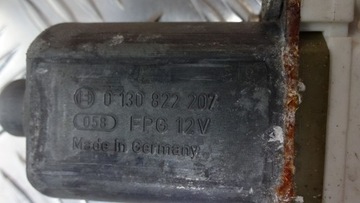 0 130 822 207
058 FPG 12V
Made in Germany